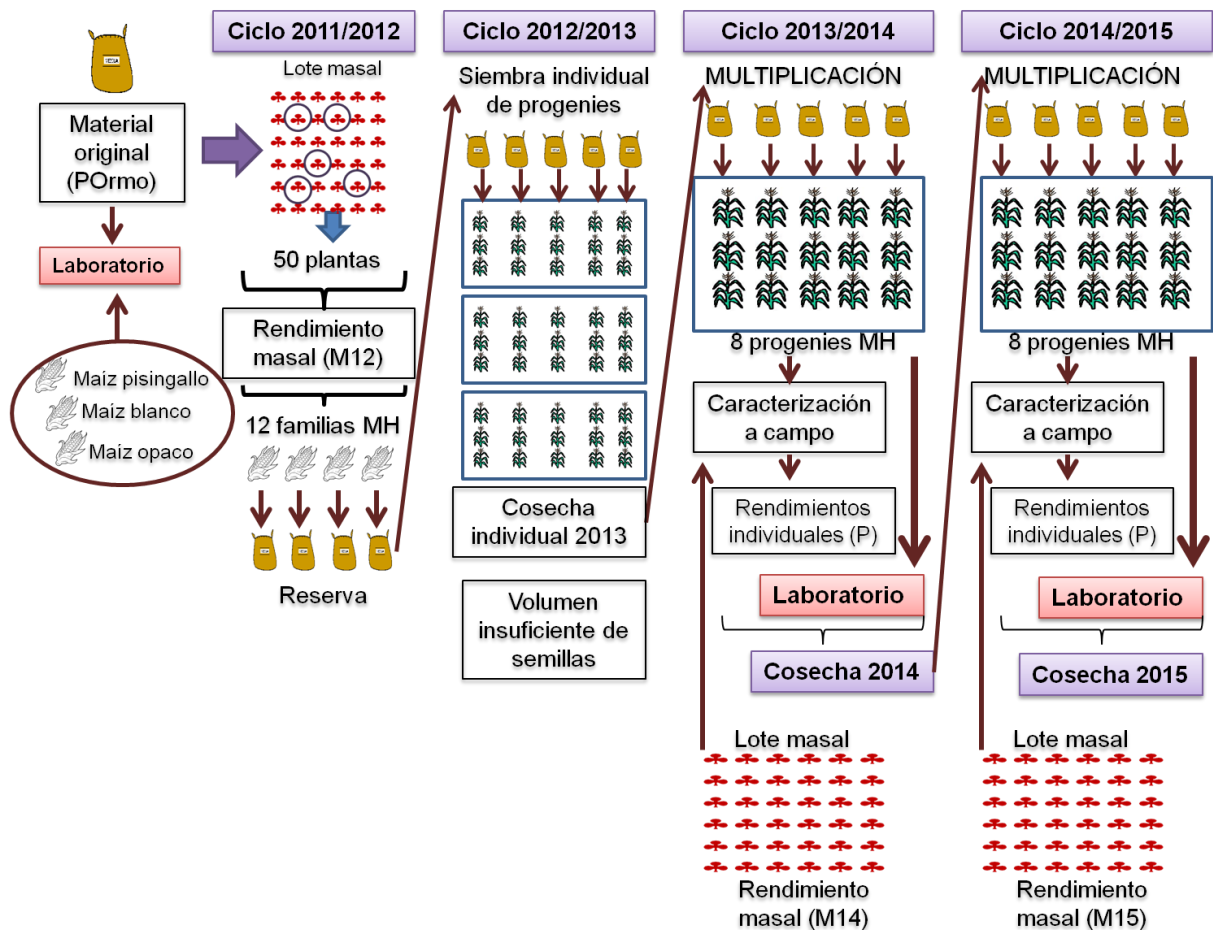 Material
original
(POrmo)
Laboratorio
Maiz pisingallo
Maiz blanco
Maiz opaco
Ciclo 2011/2012
Lote masal
50 plantas
Rendimiento
masal (M12)
12 familias MH
Reserva
Ciclo 2012/2013
Siembra individual
de progenies
Cosecha
individual 2013
Volumen
insuficiente de
semillas
Ciclo 2013/2014
MULTIPLICACIÓN
8 progenies MH
Caracterización
a campo
Rendimientos
individuales (P)
Laboratorio
Cosecha 2014
Lote masal
Rendimiento
masal (M14)
Ciclo 2014/2015
MULTIPLICACIÓN
8 progenies MH
Caracterización
a campo
Rendimientos
individuales (P)
Laboratorio
Cosecha 2015
Lote masal
Rendimiento
masal (M15)